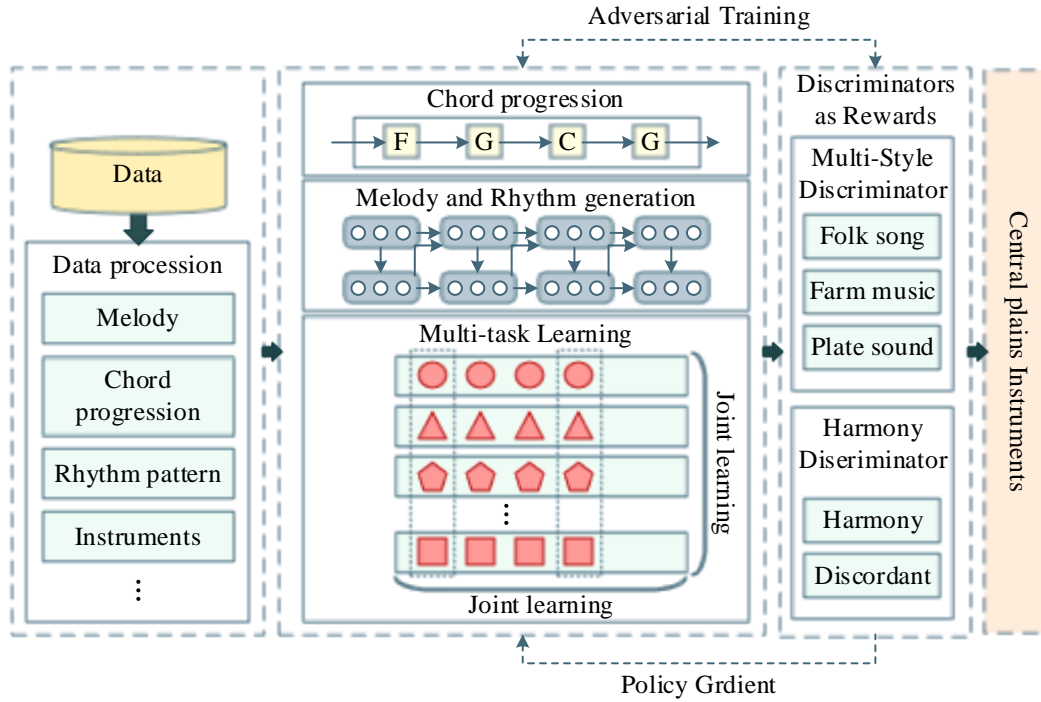 Adversarial Training
Data
Data procession
Melody
Chord
progression
Rhythm pattern
Instruments
⋮
Chord progression
F G C G
Melody and Rhythm generation
Multi-task Learning
⋮
Joint learning
Joint learning
Discriminators
as Rewards
Multi-Style
Discriminator
Folk song
Farm music
Plate sound
Harmony
Diseriminator
Harmony
Discordant
Central plains Instruments
Policy Grdient